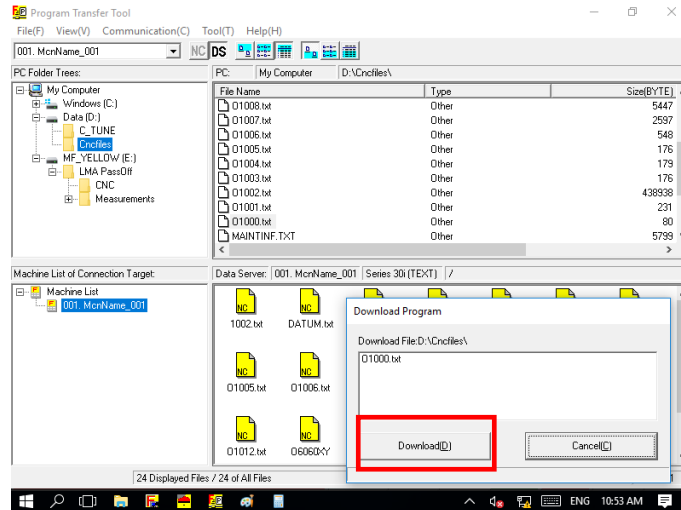 Program Transfer Tool
File(F) View(V) Communication(C) Tool(T) Help(H)
001. McnName_001 NC DS
PC Folder Trees:
PC: My Computer D:\Cncfiles\
My Computer
Windows (C:)
Data (D:)
C_TUNE
Cncfiles
MF_YELLOW (E:)
LMA PassOff
CNC
Measurements
File Name Type Size(BYTE)
O1008.txt Other 5447
O1007.txt Other 2597
O1006.txt Other 548
O1005.txt Other 176
O1004.txt Other 179
O1003.txt Other 176
O1002.txt Other 438938
O1001.txt Other 231
O1000.txt Other 80
MAINTINF.TXT Other 5799
Machine List of Connection Target:
Machine List
001. McnName_001
Data Server: 001. McnName_001 Series 30i (TEXT) /
NC NC
1002.txt DATUM.txt
NC NC
O1005.txt O1006.txt
NC NC
O1012.txt O6060XY
Download Program
Download File:D:\Cncfiles\
O1000.txt
Download(D) Cancel(C)
24 Displayed Files / 24 of All Files
ENG 10:53 AM